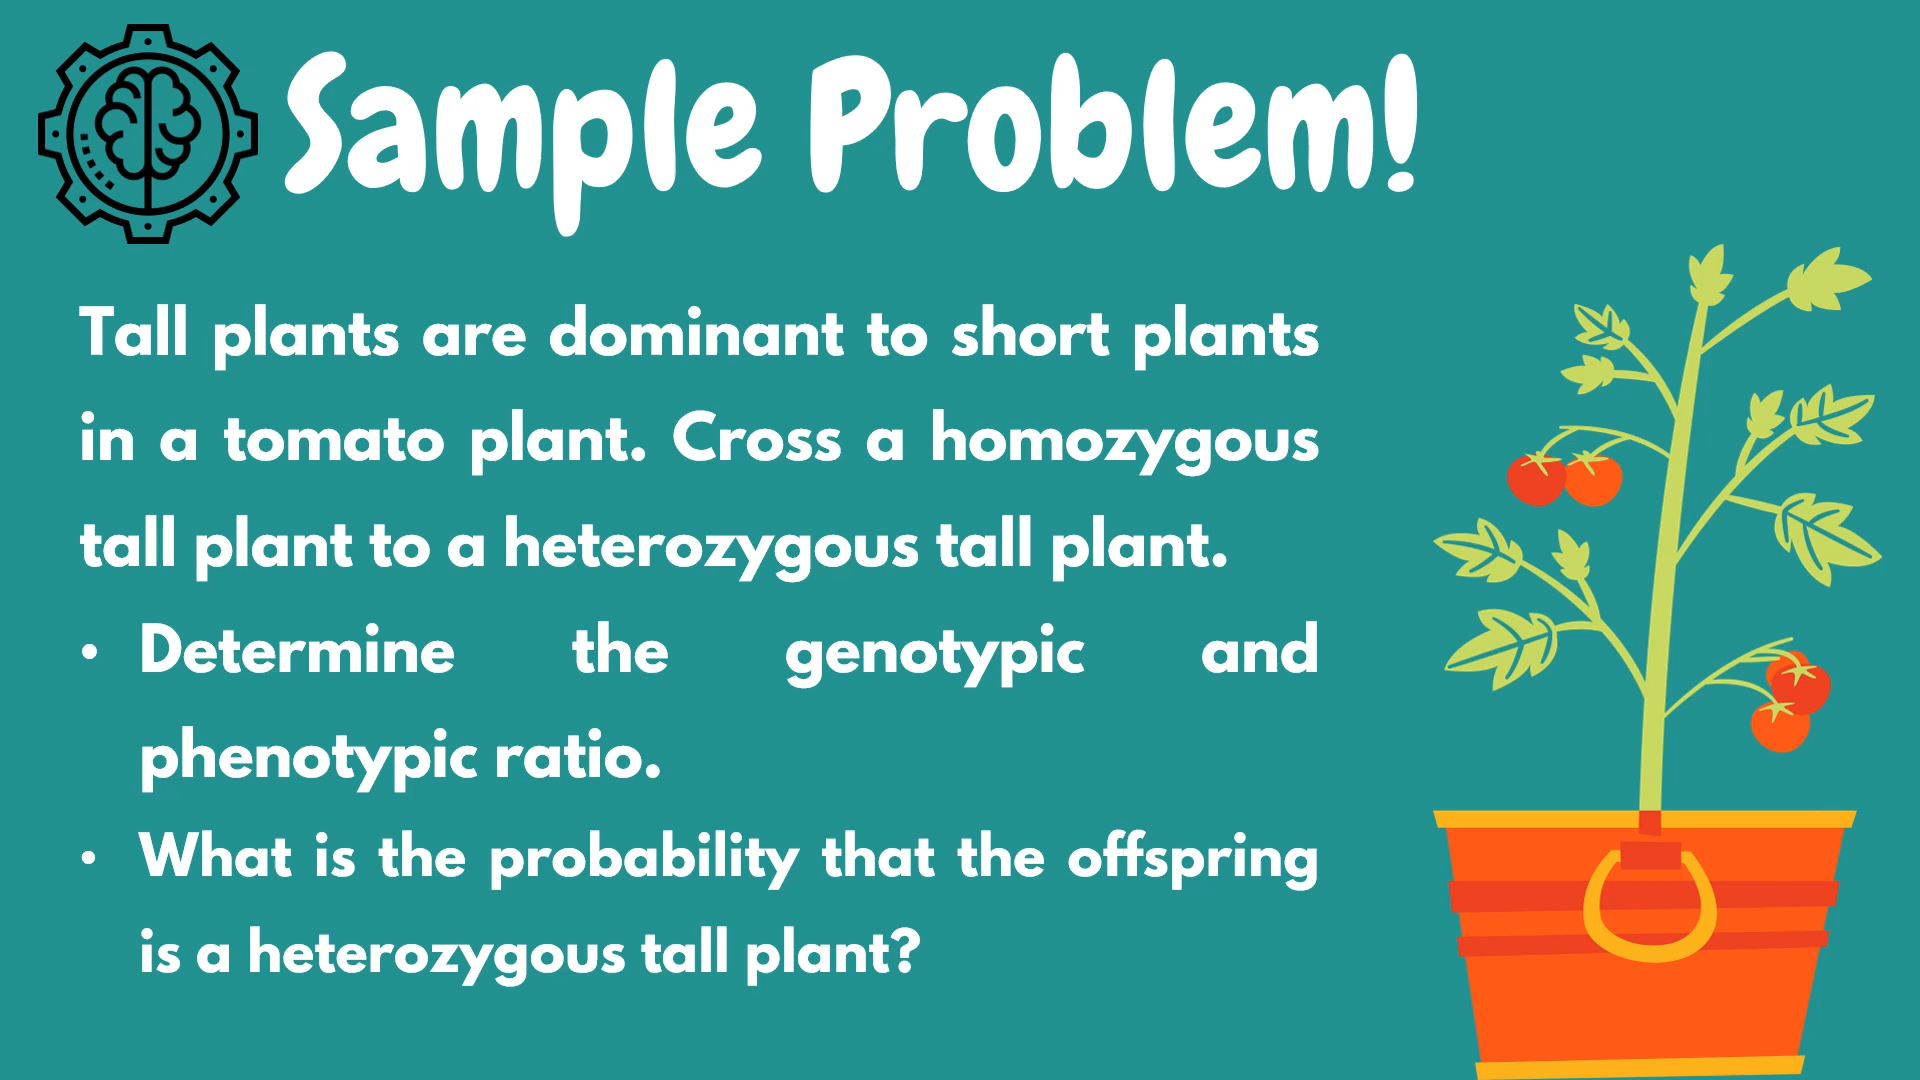 Sample Problem!
Tall plants are dominant to short plants
in a tomato plant. Cross a homozygous
tall plant to a heterozygous tall plant.
• Determine the genotypic and
phenotypic ratio.
• What is the probability that the offspring
is a heterozygous tall plant?